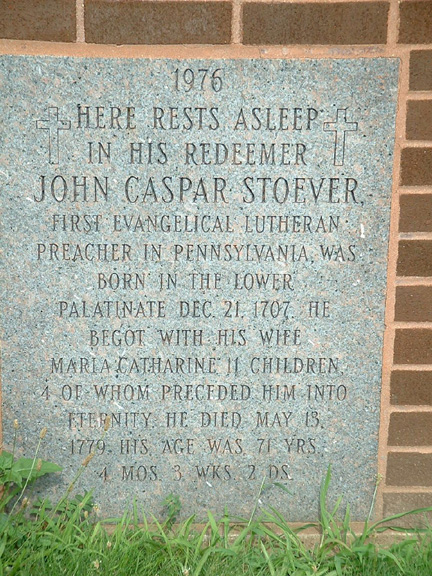 1976
HERE RESTS ASLEEP
IN HIS REDEEMER
JOHN CASPAR STOEVER,
FIRST EVANGELICAL LUTHERAN
PREACHER IN PENNSYLVANIA, WAS
BORN IN THE LOWER
PALATINATE DEC. 21, 1707. HE
BEGOT WITH HIS WIFE
MARIA CATHARINE 11 CHILDREN,
4 OF WHOM PRECEDED HIM INTO
ETERNITY. HE DIED MAY 13,
1779. HIS AGE WAS 71 YRS.
4 MOS. 3 WKS. 2 DS.